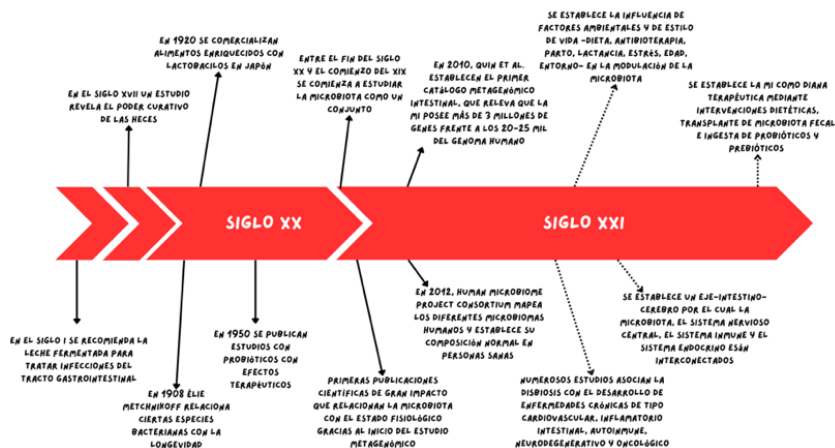 EN EL SIGLO I SE RECOMIENDA LA
LECHE FERMENTADA PARA
TRATAR INFECCIONES DEL
TRACTO GASTROINTESTINAL
EN EL SIGLO XVII UN ESTUDIO
REVELA EL PODER CURATIVO
DE LAS HECES
EN 1908 ÉLIE
METCHNIKOFF RELACIONA
CIERTAS ESPECIES
BACTERIANAS CON LA
LONGEVIDAD
EN 1920 SE COMERCIALIZAN
ALIMENTOS ENRIQUECIDOS CON
LACTOBACILOS EN JAPÓN
SIGLO XX
EN 1950 SE PUBLICAN
ESTUDIOS CON
PROBIÓTICOS CON
EFECTOS
TERAPÉUTICOS
ENTRE EL FIN DEL SIGLO
XX Y EL COMIENZO DEL XIX
SE COMIENZA A ESTUDIAR
LA MICROBIOTA COMO UN
CONJUNTO
PRIMERAS PUBLICACIONES
CIENTÍFICAS DE GRAN IMPACTO
QUE RELACIONAN LA MICROBIOTA
CON EL ESTADO FISIOLÓGICO
GRACIAS AL INICIO DEL ESTUDIO
METAGENÓMICO
EN 2010, QUIN ET AL.
ESTABLECEN EL PRIMER
CATÁLOGO METAGENÓMICO
INTESTINAL, QUE RELEVA QUE LA
MI POSEE MÁS DE 3 MILLONES DE
GENES FRENTE A LOS 20-25 MIL
DEL GENOMA HUMANO
EN 2012, HUMAN MICROBIOME
PROJECT CONSORTIUM MAPEA
LOS DIFERENTES MICROBIOMAS
HUMANOS Y ESTABLECE SU
COMPOSICIÓN NORMAL EN
PERSONAS SANAS
SIGLO XXI
SE ESTABLECE LA INFLUENCIA DE
FACTORES AMBIENTALES Y DE ESTILO
DE VIDA -DIETA, ANTIBIOTERAPIA,
PARTO, LACTANCIA, ESTRÉS, EDAD,
ENTORNO- EN LA MODULACIÓN DE LA
MICROBIOTA
NUMEROSOS ESTUDIOS ASOCIAN LA
DISBIOSIS CON EL DESARROLLO DE
ENFERMEDADES CRÓNICAS DE TIPO
CARDIOVASCULAR, INFLAMATORIO
INTESTINAL, AUTOINMUNE,
NEURODEGENERATIVO Y ONCOLÓGICO
SE ESTABLECE UN EJE-INTESTINO-
CEREBRO POR EL CUAL LA
MICROBIOTA, EL SISTEMA NERVIOSO
CENTRAL, EL SISTEMA INMUNE Y EL
SISTEMA ENDOCRINO ESÁN
INTERCONECTADOS
SE ESTABLECE LA MI COMO DIANA
TERAPÉUTICA MEDIANTE
INTERVENCIONES DIETÉTICAS,
TRANSPLANTE DE MICROBIOTA FECAL
E INGESTA DE PROBIÓTICOS Y
PREBIÓTICOS